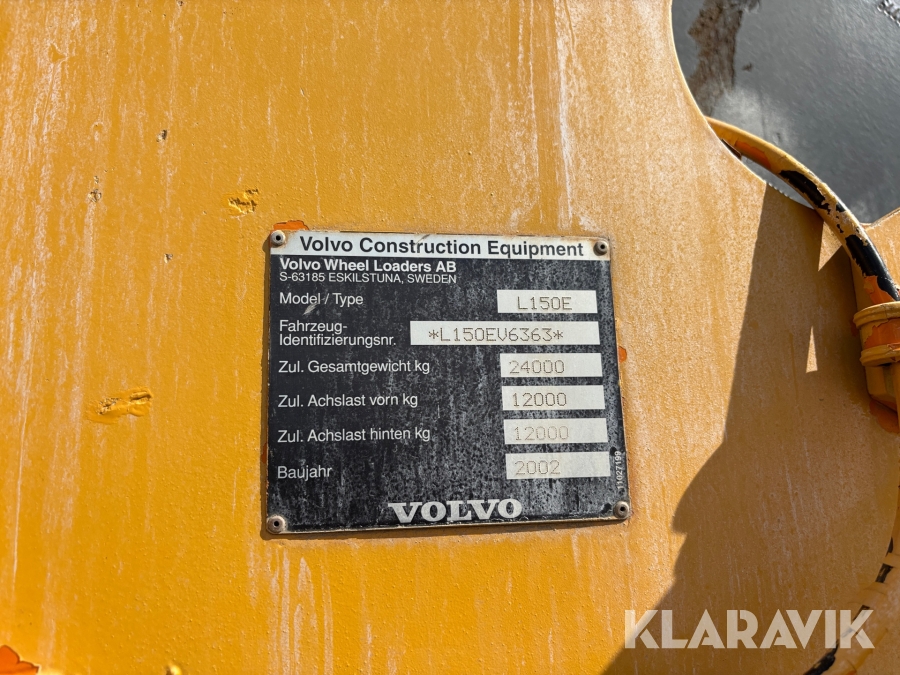 Volvo Construction Equipment
Volvo Wheel Loaders AB
S-63185 ESKILSTUNA, SWEDEN
Model / Type L150E
Fahrzeug-
Identifizierungsnr. *L150EV6363*
Zul. Gesamtgewicht kg 24000
Zul. Achslast vorn kg 12000
Zul. Achslast hinten kg 12000
Baujahr 2002
VOLVO
11027199
KLARAVIK